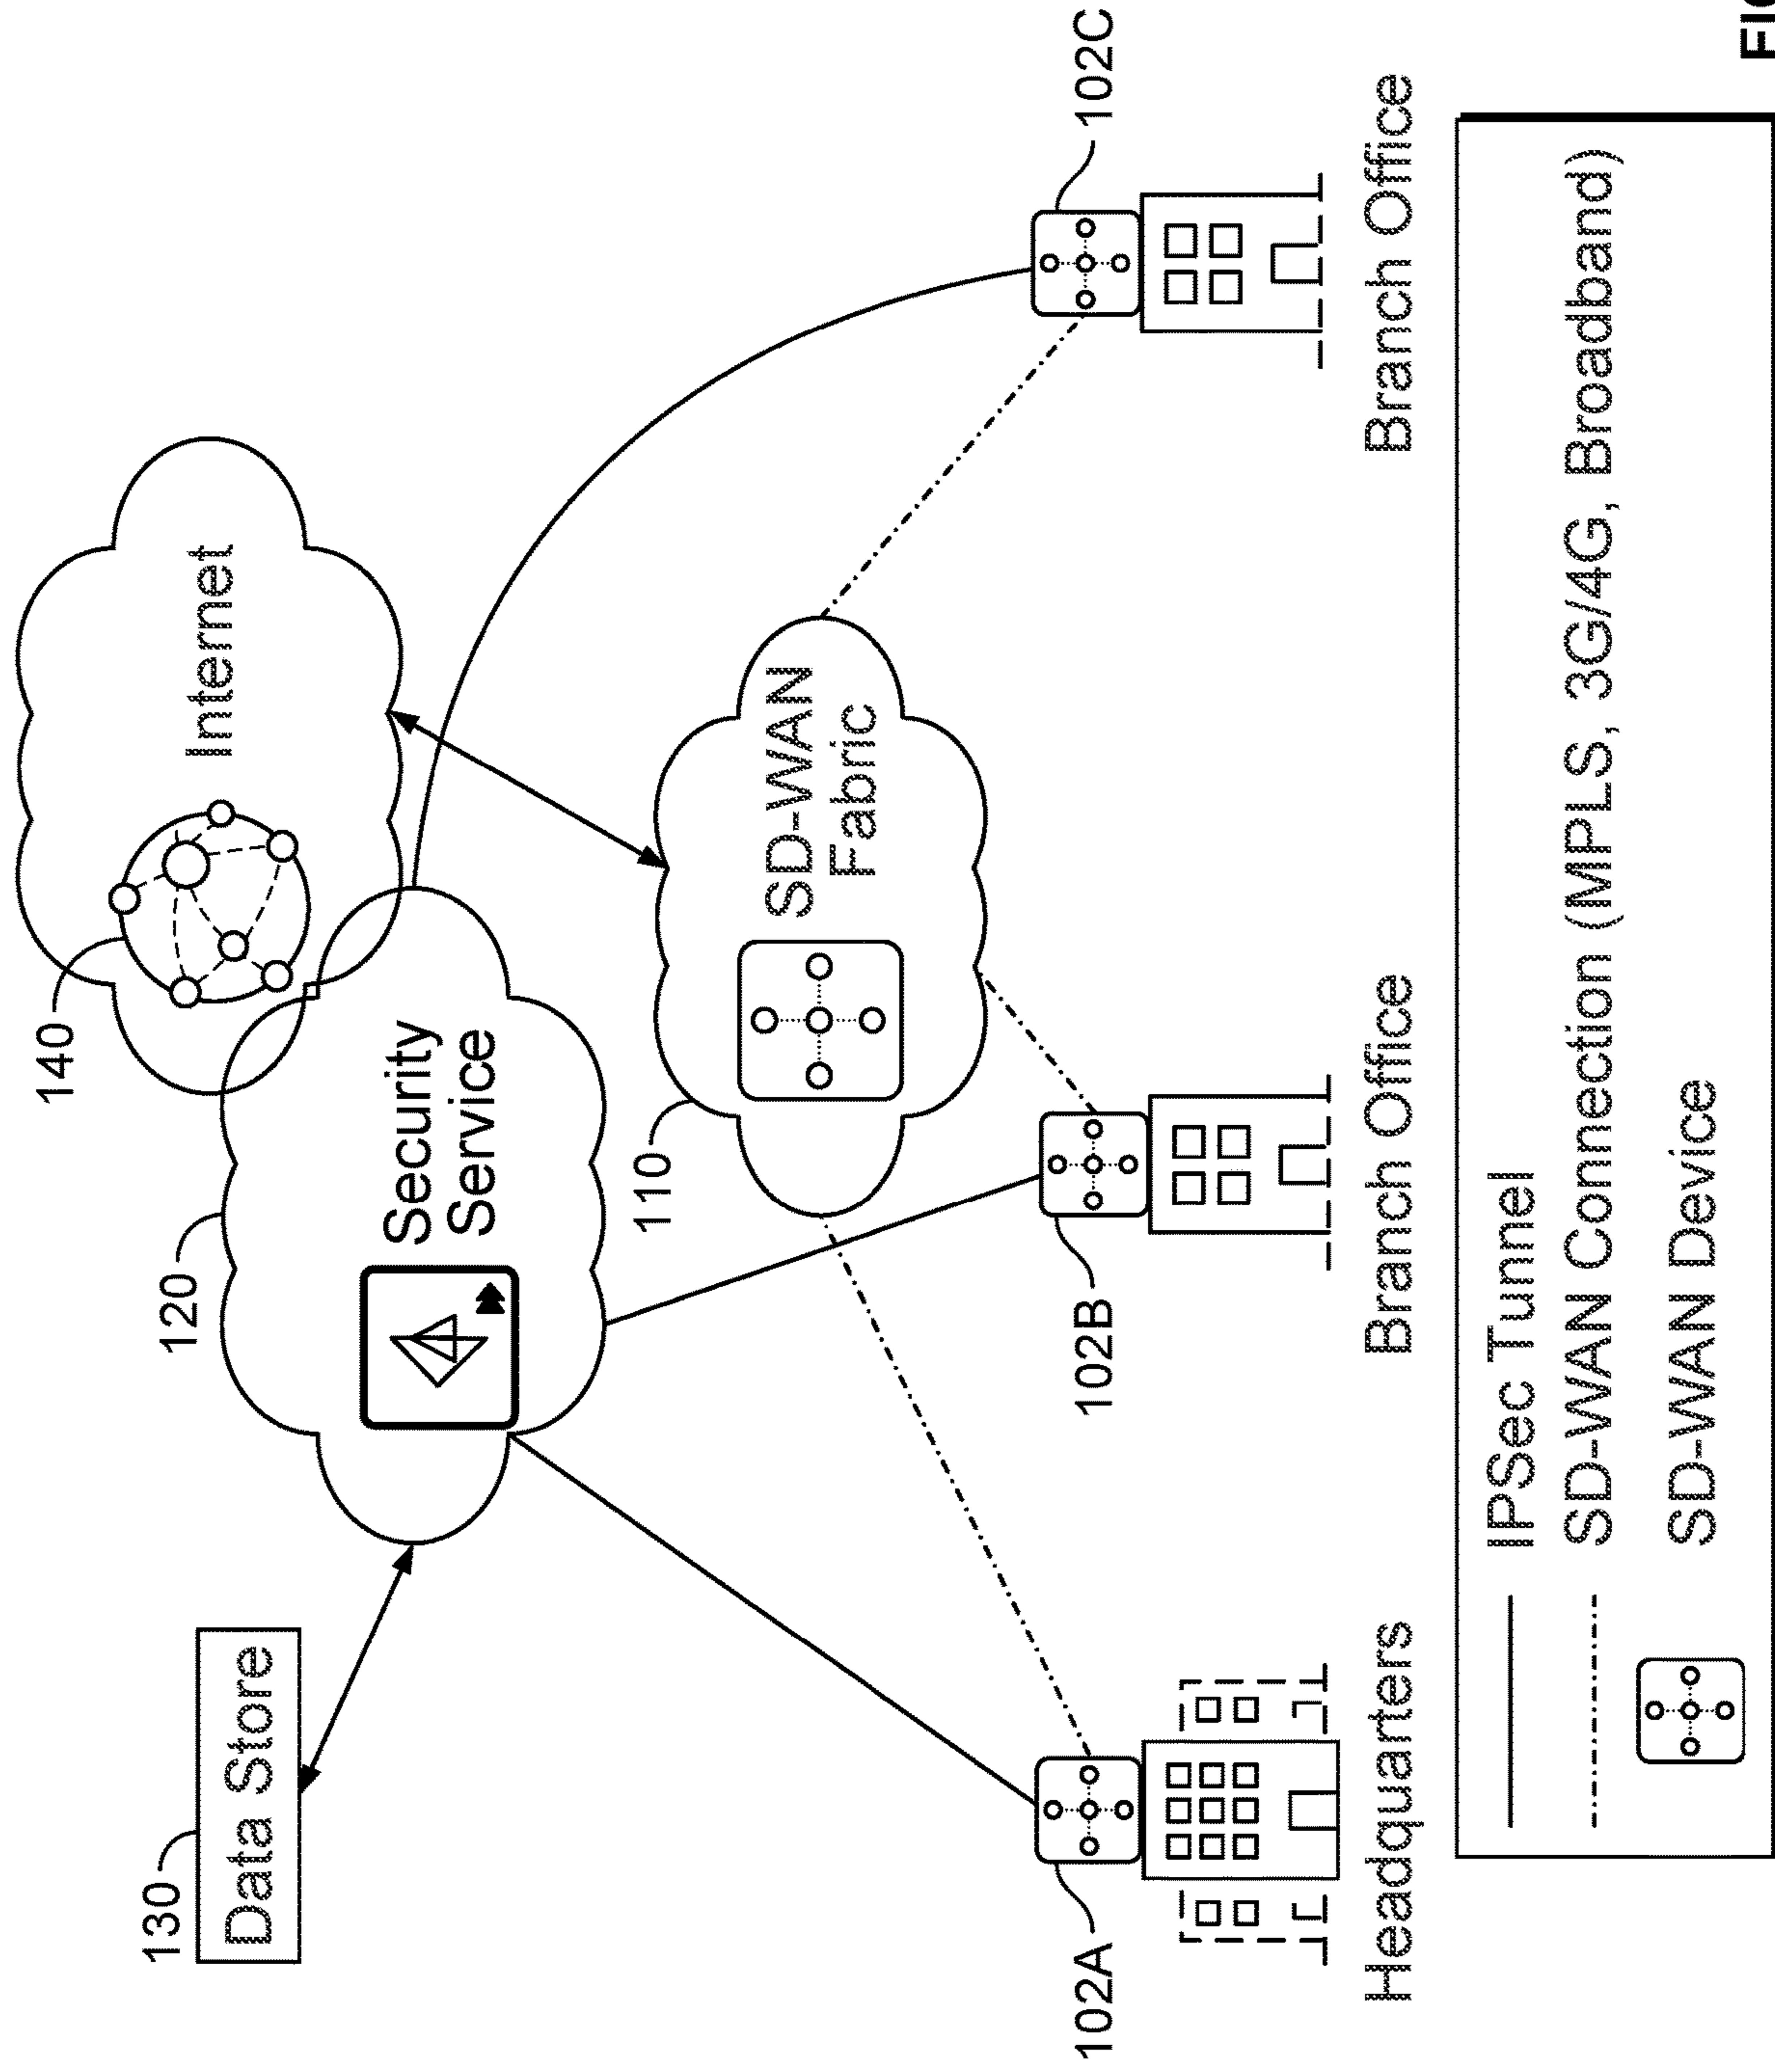 130
Data Store
120
Security
Service
140
Internet
110
SD-WAN
Fabric
102A
Headquarters
102B
Branch Office
102C
Branch Office
IPSec Tunnel
SD-WAN Connection (MPLS, 3G/4G, Broadband)
SD-WAN Device